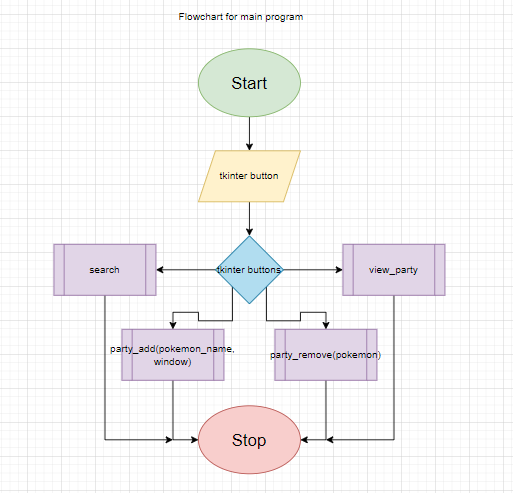 Flowchart for main program
Start
tkinter button
search
tkinter buttons
view_party
party_add(pokemon_name,
window)
party_remove(pokemon)
Stop